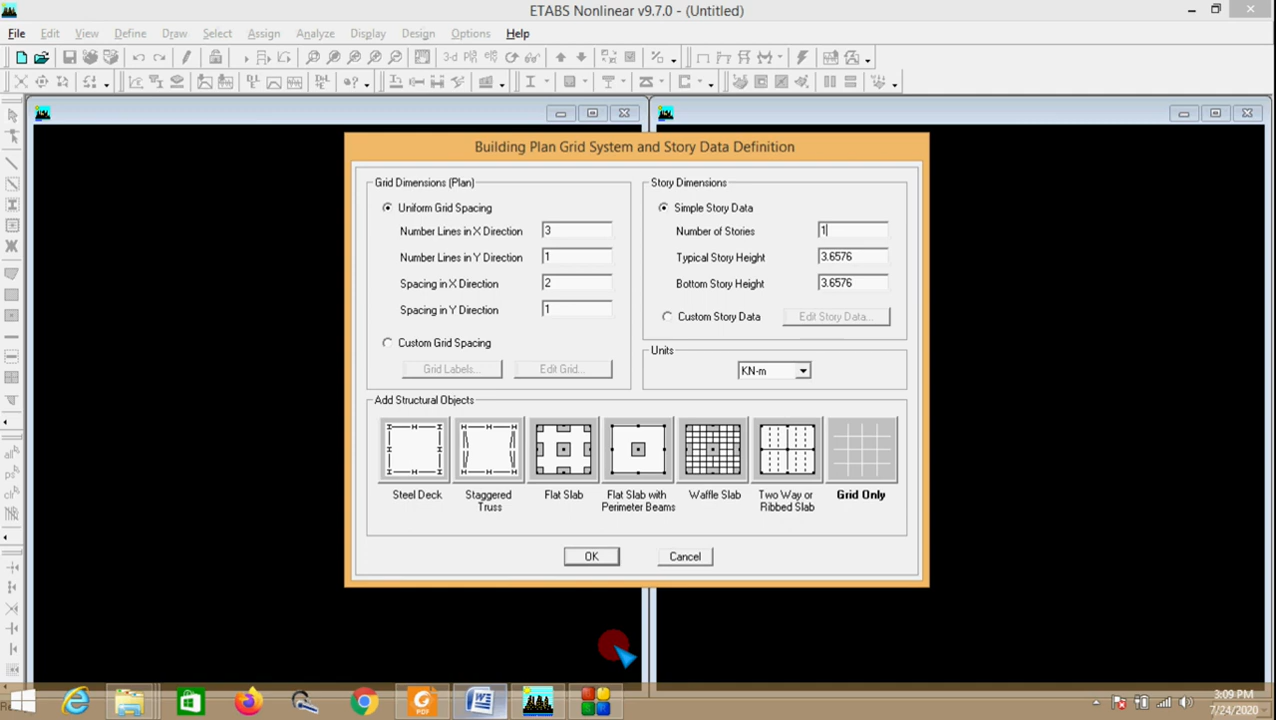 ETABS Nonlinear v9.7.0 - (Untitled)
File Edit View Define Draw Select Assign Analyze Display Design Options Help
3-d
Building Plan Grid System and Story Data Definition
Grid Dimensions (Plan)
Uniform Grid Spacing
Number Lines in X Direction 3
Number Lines in Y Direction 1
Spacing in X Direction 2
Spacing in Y Direction 1
Custom Grid Spacing
Grid Labels... Edit Grid...
Story Dimensions
Simple Story Data
Number of Stories 1
Typical Story Height 3.6576
Bottom Story Height 3.6576
Custom Story Data Edit Story Data...
Units
KN-m
Add Structural Objects
Steel Deck
Staggered Truss
Flat Slab
Flat Slab with Perimeter Beams
Waffle Slab
Two Way or Ribbed Slab
Grid Only
OK Cancel
all
clr
PDF
3:09 PM
7/24/2020